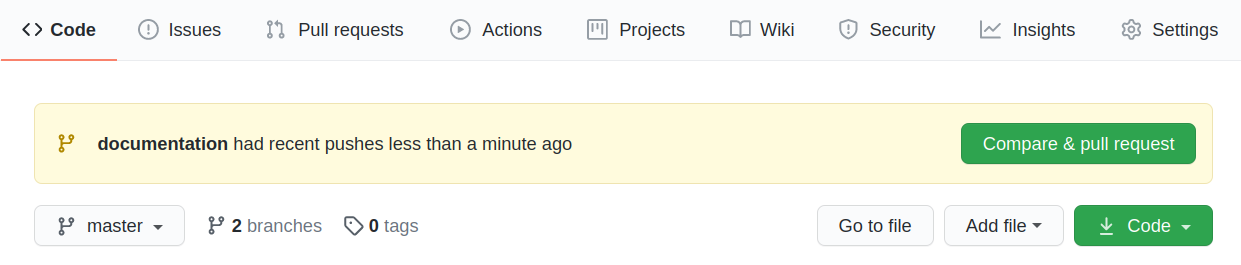 Code Issues Pull requests Actions Projects Wiki Security Insights Settings
documentation had recent pushes less than a minute ago Compare & pull request
master 2 branches 0 tags Go to file Add file Code